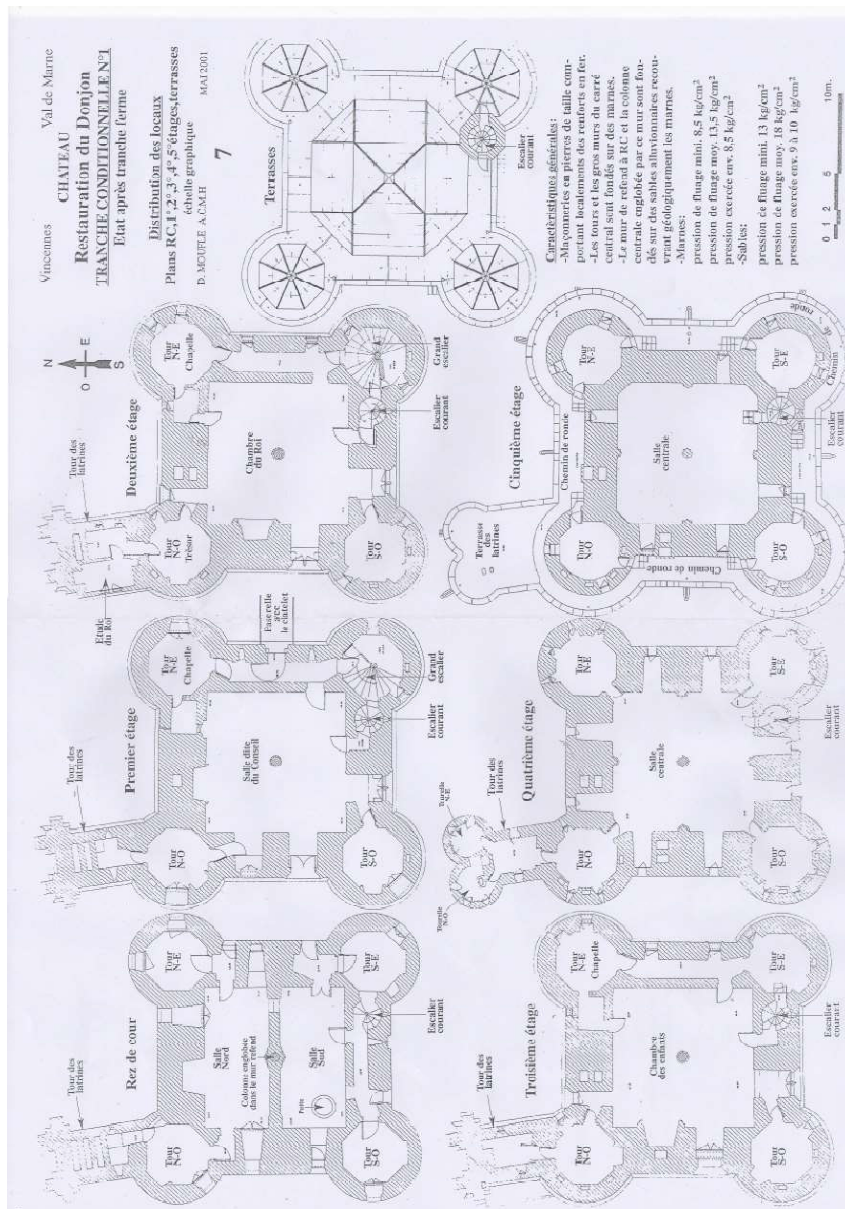 Vincennes Val de Marne
CHATEAU
Restauration du Donjon
TRANCHE CONDITIONNELLE N°1
Etat après tranche ferme
Distribution des locaux
Plans RC,1°,2°,3°,4°,5°étages,terrasses
échelle graphique
D. MOUFLE A.C.M.H MAI 2001
7
N
O E
S
Rez de cour
Tour des
latrines
Tour
N-O
Tour
N-E
Salle
Nord
Colonne englobée
dans le mur refend
Salle
Sud
Puits
Tour
S-O
Tour
S-E
Escalier
courant
Premier étage
Tour des
latrines
Tour
N-O
Tour
N-E
Chapelle
Salle dite
du Conseil
Passerelle
avec
le chatelet
Tour
S-O
Escalier
courant
Grand
escalier
Deuxième étage
Tour des
latrines
Etude
du Roi
Tour
N-O
Trésor
Tour
N-E
Chapelle
Chambre
du Roi
Tour
S-O
Escalier
courant
Grand
escalier
Terrasses
Escalier
courant
Troisième étage
Tour des
latrines
Tour
N-O
Tour
N-E
Chapelle
Chambre
des enfants
Tour
S-O
Tour
S-E
Escalier
courant
Quatrième étage
Tourelle
N-O
Tourelle
S-E
Tour des
latrines
Tour
N-O
Tour
N-E
Salle
centrale
Tour
S-O
Tour
S-E
Escalier
courant
Cinquième étage
Terrasse
des
latrines
Chemin de ronde
Tour
N-O
Tour
N-E
Salle
centrale
Chemin de ronde
Tour
S-O
Tour
S-E
Chemin
ronde
Escalier
courant
Caractéristiques générales:
-Maçonneries en pierres de taille com-
portant localements des renforts en fer.
-Les tours et les gros murs du carré
central sont fondés sur des marnes.
-Le mur de refend à RC et la colonne
centrale englobée par ce mur sont fon-
dés sur des sables alluvionnaires recou-
vrant géologiquement les marnes.
-Marnes:
pression de fluage mini. 8,5 kg/cm2
pression de fluage moy. 13,5 kg/cm2
pression exercée env. 8,5 kg/cm2
-Sables:
pression de fluage mini. 13 kg/cm2
pression de fluage moy. 18 kg/cm2
pression exercée env. 9 à 10 kg/cm2
0 1 2 5 10m.